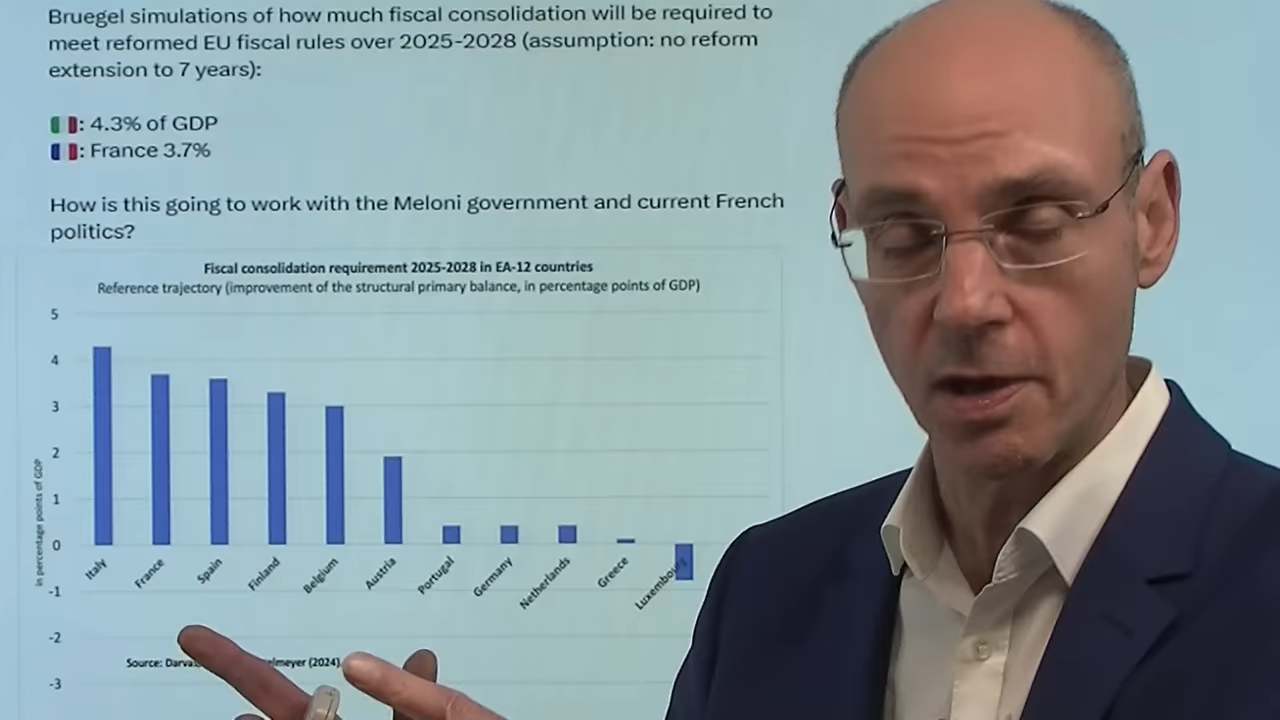 Bruegel simulations of how much fiscal consolidation will be required to
meet reformed EU fiscal rules over 2025-2028 (assumption: no reform
extension to 7 years):
🇮🇹: 4.3% of GDP
🇫🇷: France 3.7%
How is this going to work with the Meloni government and current French
politics?
Fiscal consolidation requirement 2025-2028 in EA-12 countries
Reference trajectory (improvement of the structural primary balance, in percentage points of GDP)
in percentage points of GDP
5
4
3
2
1
0
-1
-2
-3
Italy
France
Spain
Finland
Belgium
Austria
Portugal
Germany
Netherlands
Greece
Source: (2024)